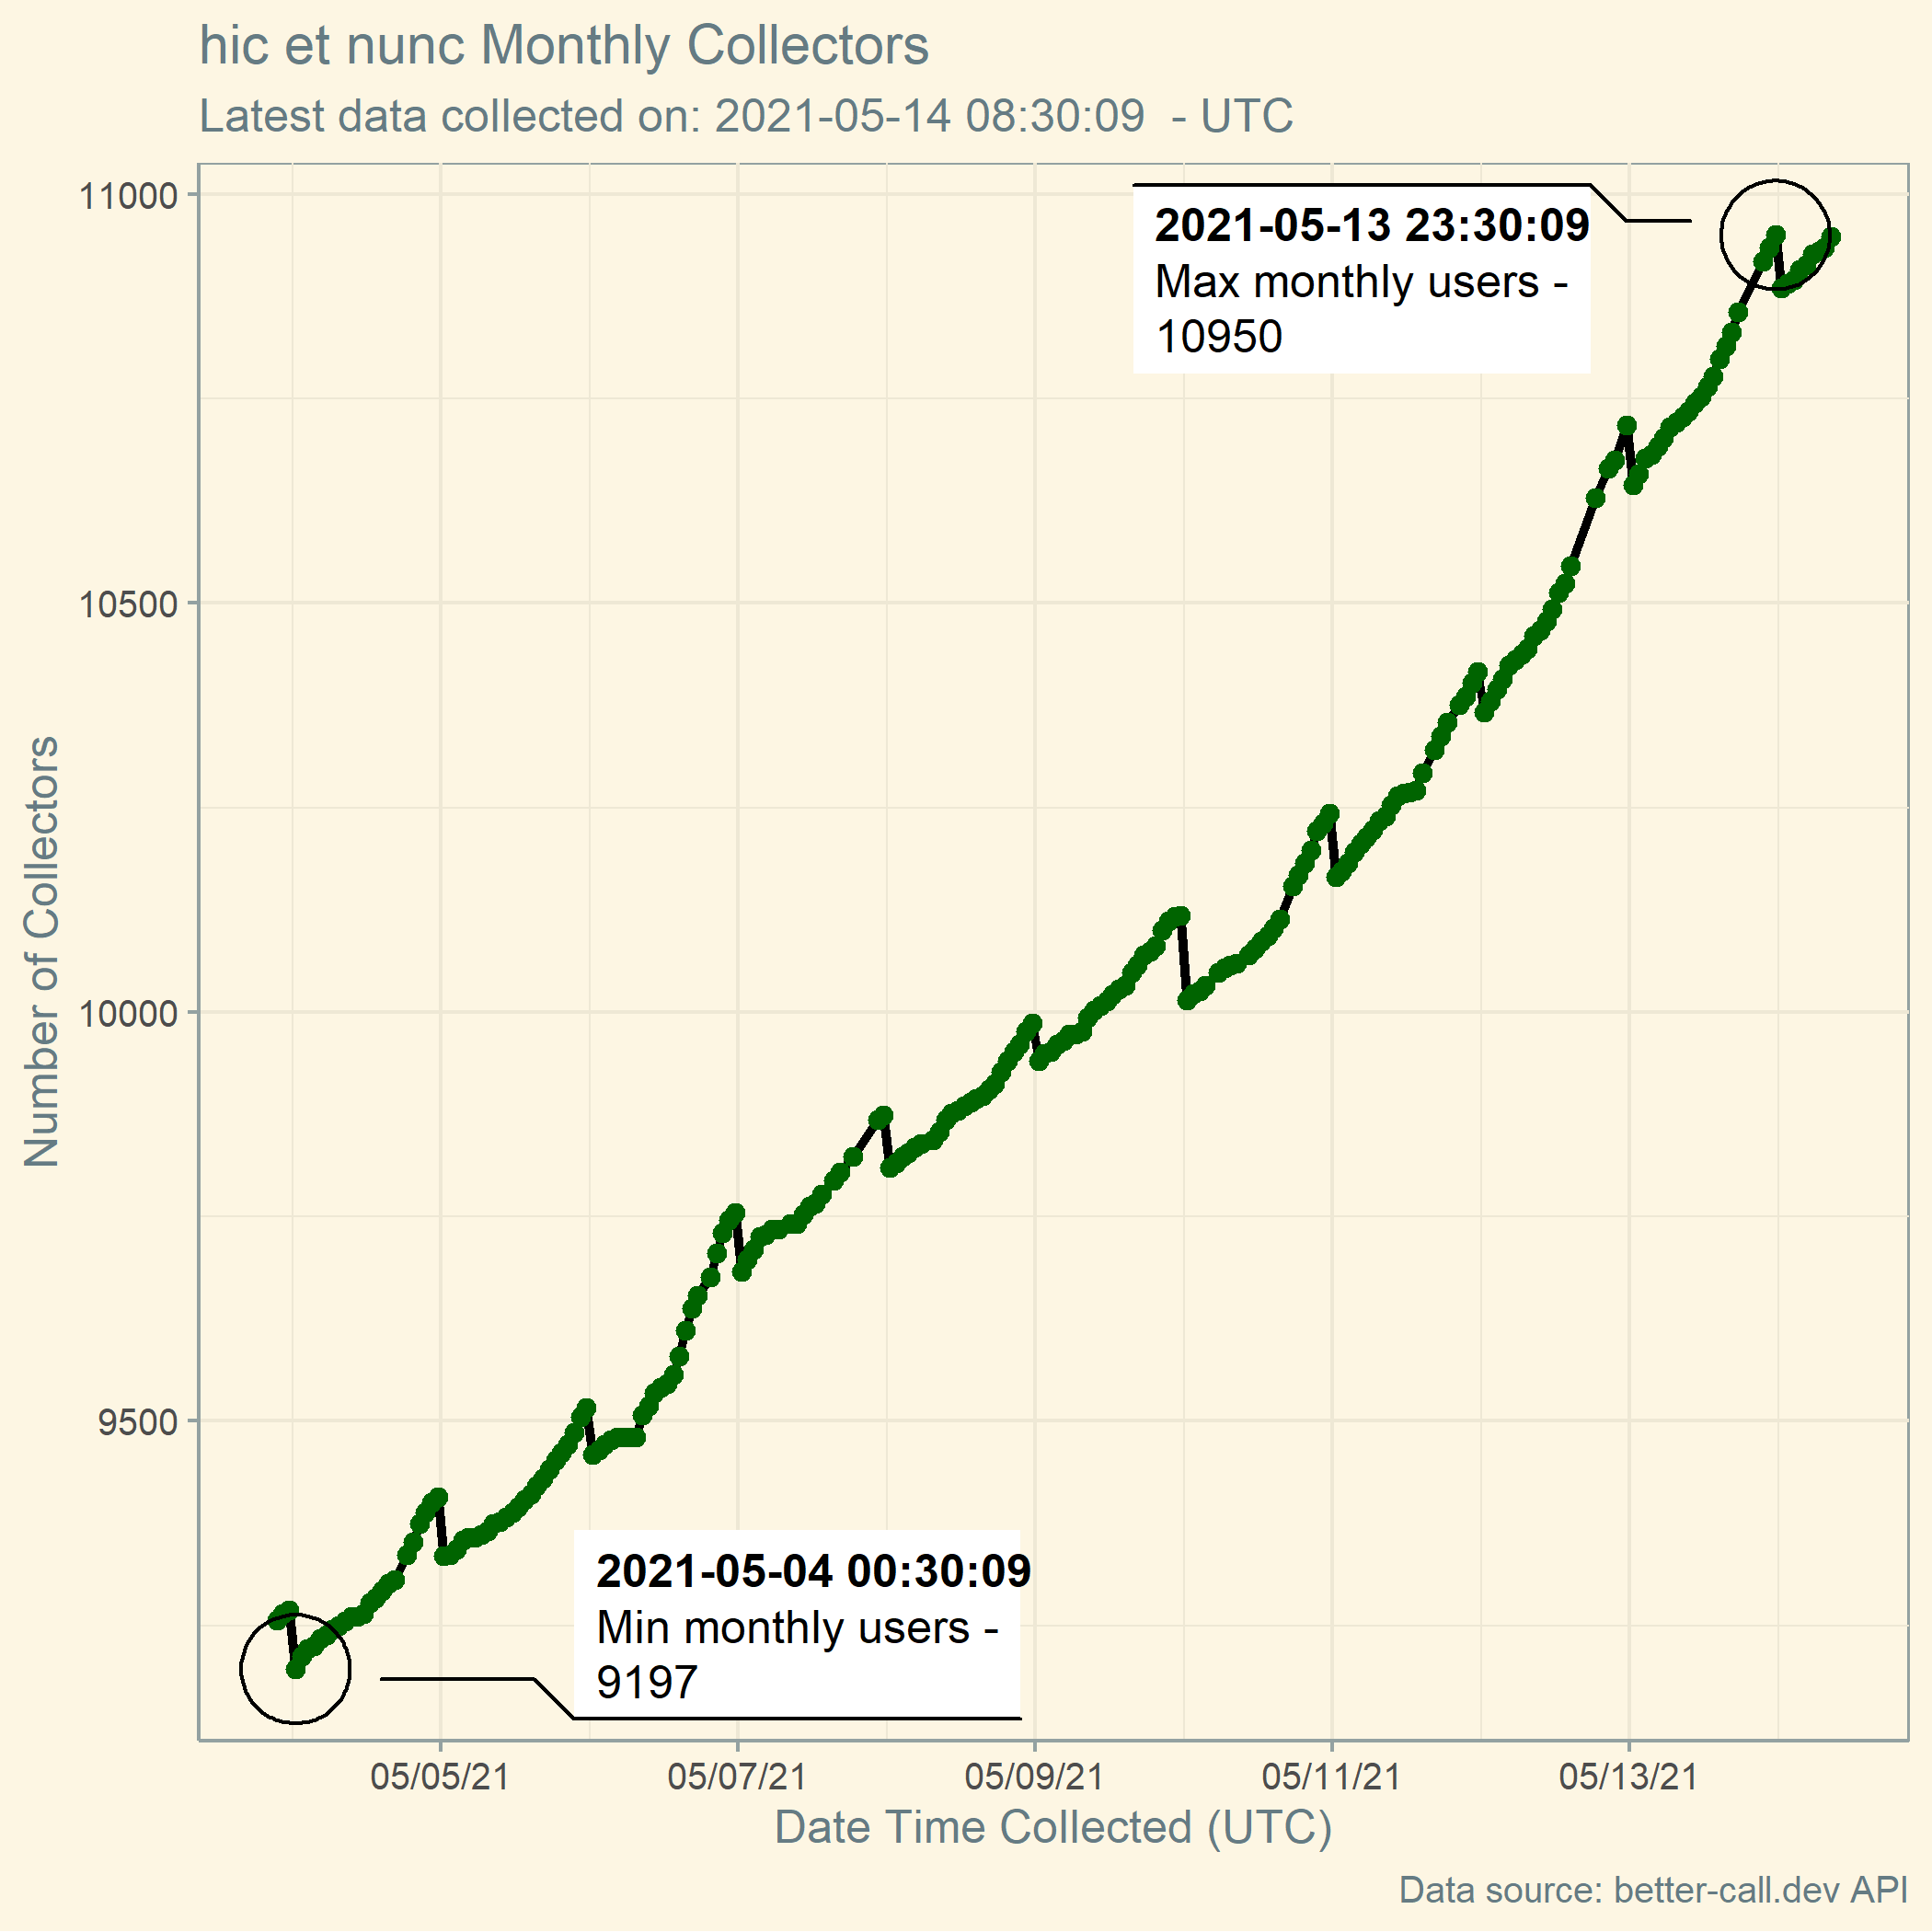 hic et nunc Monthly Collectors
Latest data collected on: 2021-05-14 08:30:09 - UTC
11000
10500
10000
9500
Number of Collectors
2021-05-13 23:30:09
Max monthly users -
10950
2021-05-04 00:30:09
Min monthly users -
9197
05/05/21 05/07/21 05/09/21 05/11/21 05/13/21
Date Time Collected (UTC)
Data source: better-call.dev API